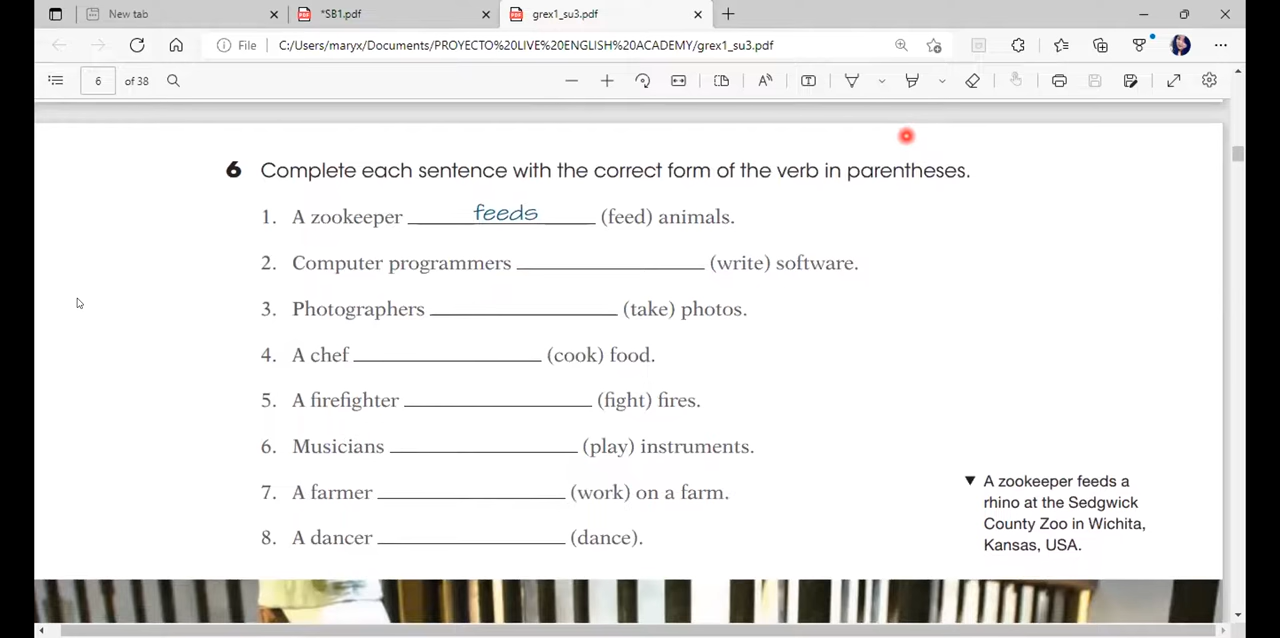 New tab
*SB1.pdf
grex1_su3.pdf
File
C:/Users/maryx/Documents/PROYECTO%20LIVE%20ENGLISH%20ACADEMY/grex1_su3.pdf
6 of 38
6 Complete each sentence with the correct form of the verb in parentheses.
1. A zookeeper feeds (feed) animals.
2. Computer programmers (write) software.
3. Photographers (take) photos.
4. A chef (cook) food.
5. A firefighter (fight) fires.
6. Musicians (play) instruments.
7. A farmer (work) on a farm.
8. A dancer (dance).
A zookeeper feeds a
rhino at the Sedgwick
County Zoo in Wichita,
Kansas, USA.